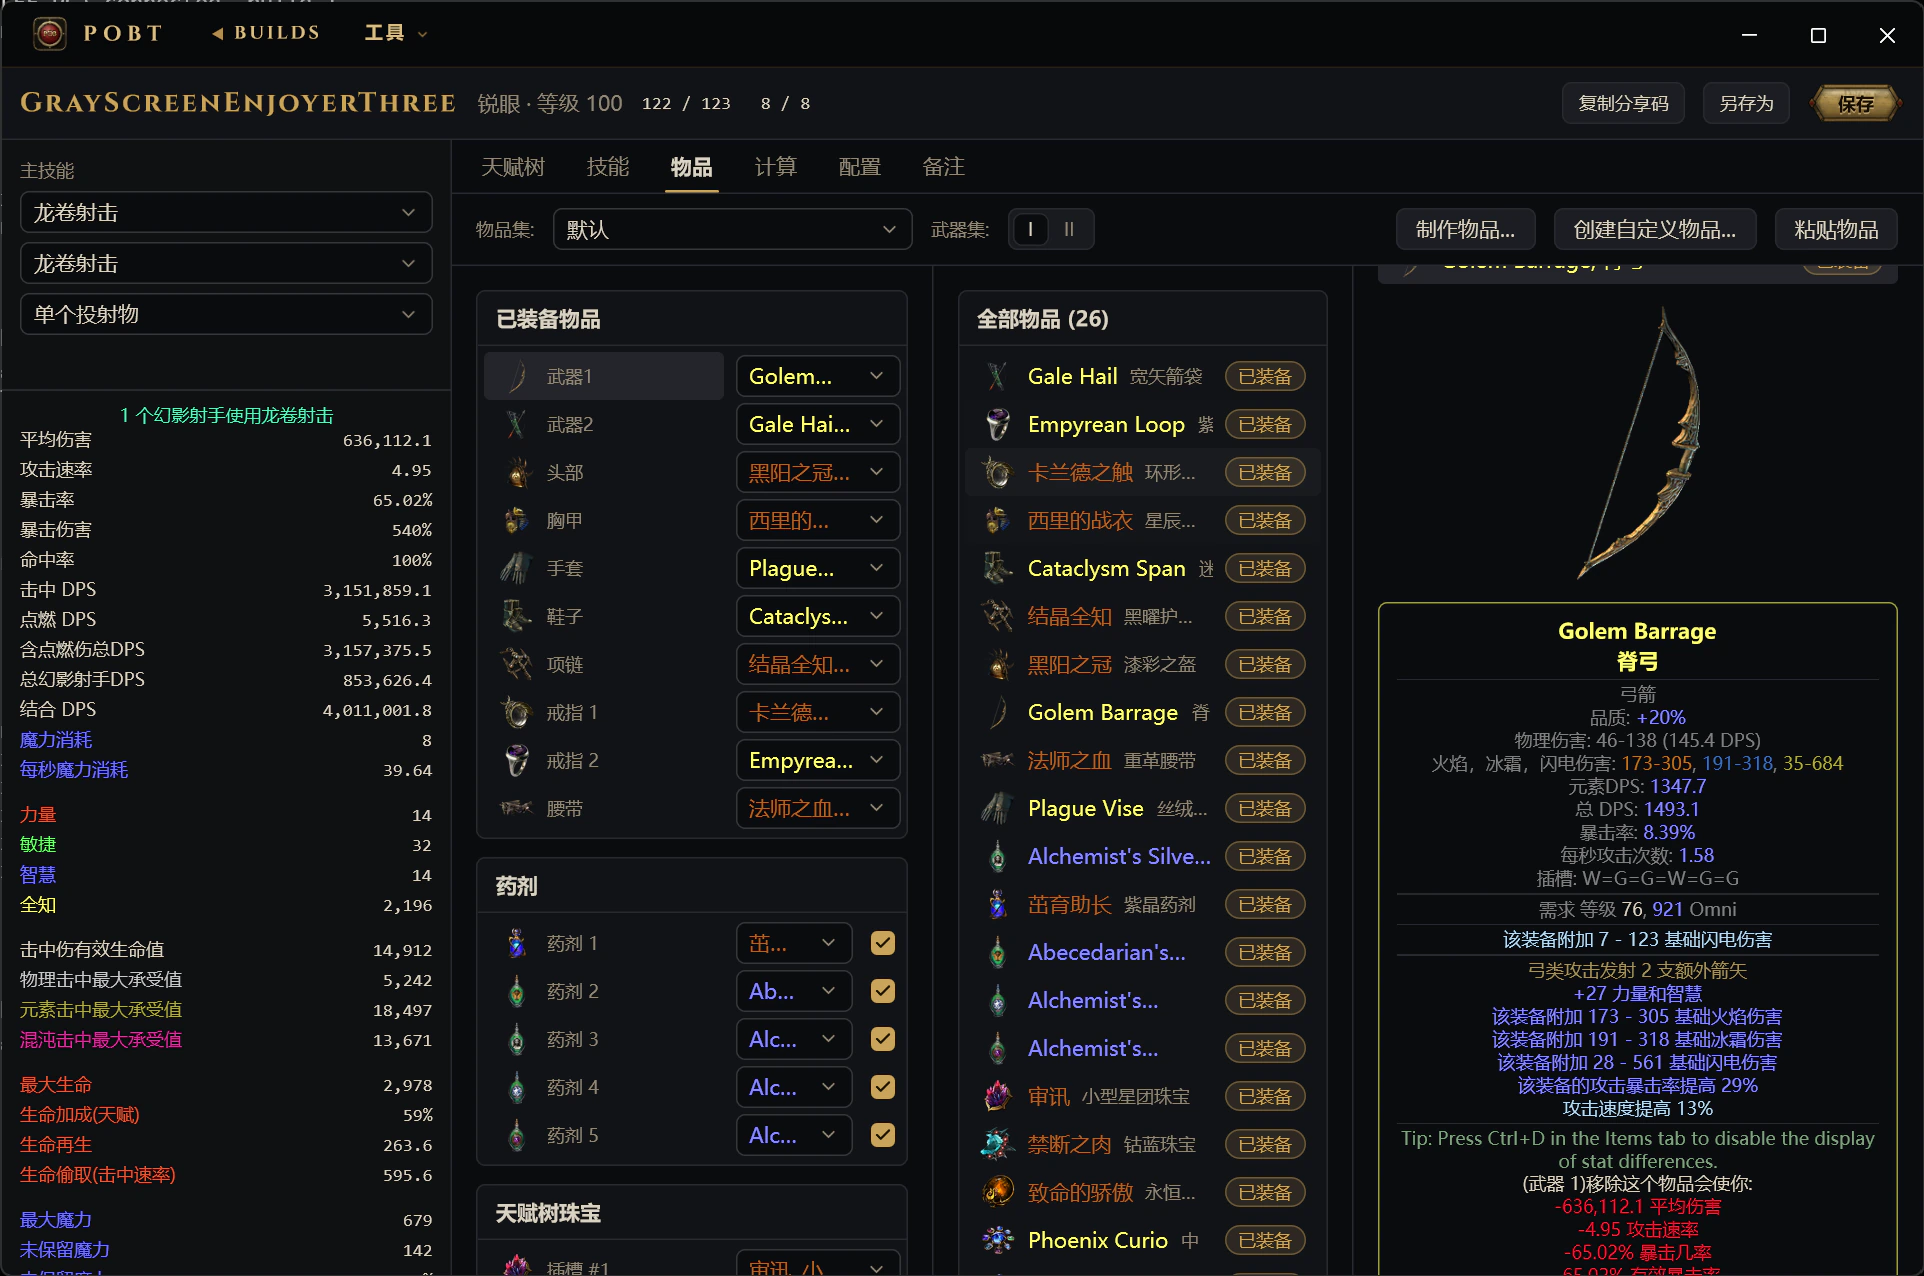 POBT
BUILDS
工具
GrayScreenEnjoyerThree
锐眼 · 等级 100
122 / 123
8 / 8
复制分享码
另存为
保存
主技能
龙卷射击
龙卷射击
单个投射物
1 个幻影射手使用龙卷射击
平均伤害 636,112.1
攻击速率 4.95
暴击率 65.02%
暴击伤害 540%
命中率 100%
击中 DPS 3,151,859.1
点燃 DPS 5,516.3
含点燃伤总DPS 3,157,375.5
总幻影射手DPS 853,626.4
结合 DPS 4,011,001.8
魔力消耗 8
每秒魔力消耗 39.64
力量 14
敏捷 32
智慧 14
全知 2,196
击中伤有效生命值 14,912
物理击中最大承受值 5,242
元素击中最大承受值 18,497
混沌击中最大承受值 13,671
最大生命 2,978
生命加成(天赋) 59%
生命再生 263.6
生命偷取(击中速率) 595.6
最大魔力 679
未保留魔力 142
天赋树
技能
物品
计算
配置
备注
物品集:
默认
武器集:
I
II
制作物品...
创建自定义物品...
粘贴物品
已装备物品
武器1 Golem...
武器2 Gale Hai...
头部 黑阳之冠...
胸甲 西里的...
手套 Plague...
鞋子 Cataclys...
项链 结晶全知...
戒指 1 卡兰德...
戒指 2 Empyrea...
腰带 法师之血...
药剂
药剂 1 茁...
药剂 2 Ab...
药剂 3 Alc...
药剂 4 Alc...
药剂 5 Alc...
天赋树珠宝
插槽 #1 审讯, 小
全部物品 (26)
Gale Hail 宽矢箭袋 已装备
Empyrean Loop 紫 已装备
卡兰德之触 环形... 已装备
西里的战衣 星辰... 已装备
Cataclysm Span 迷 已装备
结晶全知 黑曜护... 已装备
黑阳之冠 漆彩之盔 已装备
Golem Barrage 脊 已装备
法师之血 重革腰带 已装备
Plague Vise 丝绒... 已装备
Alchemist's Silve... 已装备
茁育助长 紫晶药剂 已装备
Abecedarian's... 已装备
Alchemist's... 已装备
Alchemist's... 已装备
审讯 小型星团珠宝 已装备
禁断之肉 钴蓝珠宝 已装备
致命的骄傲 永恒... 已装备
Phoenix Curio 中 已装备
Golem Barrage, 脊弓 已装备
Golem Barrage
脊弓
弓箭
品质: +20%
物理伤害: 46-138 (145.4 DPS)
火焰，冰霜，闪电伤害: 173-305, 191-318, 35-684
元素DPS: 1347.7
总 DPS: 1493.1
暴击率: 8.39%
每秒攻击次数: 1.58
插槽: W=G=G=W=G=G
需求 等级 76, 921 Omni
该装备附加 7 - 123 基础闪电伤害
弓类攻击发射 2 支额外箭矢
+27 力量和智慧
该装备附加 173 - 305 基础火焰伤害
该装备附加 191 - 318 基础冰霜伤害
该装备附加 28 - 561 基础闪电伤害
该装备的攻击暴击率提高 29%
攻击速度提高 13%
Tip: Press Ctrl+D in the Items tab to disable the display
of stat differences.
(武器 1)移除这个物品会使你:
-636,112.1 平均伤害
-4.95 攻击速率
-65.02% 暴击几率
-65.02% 有效暴击率